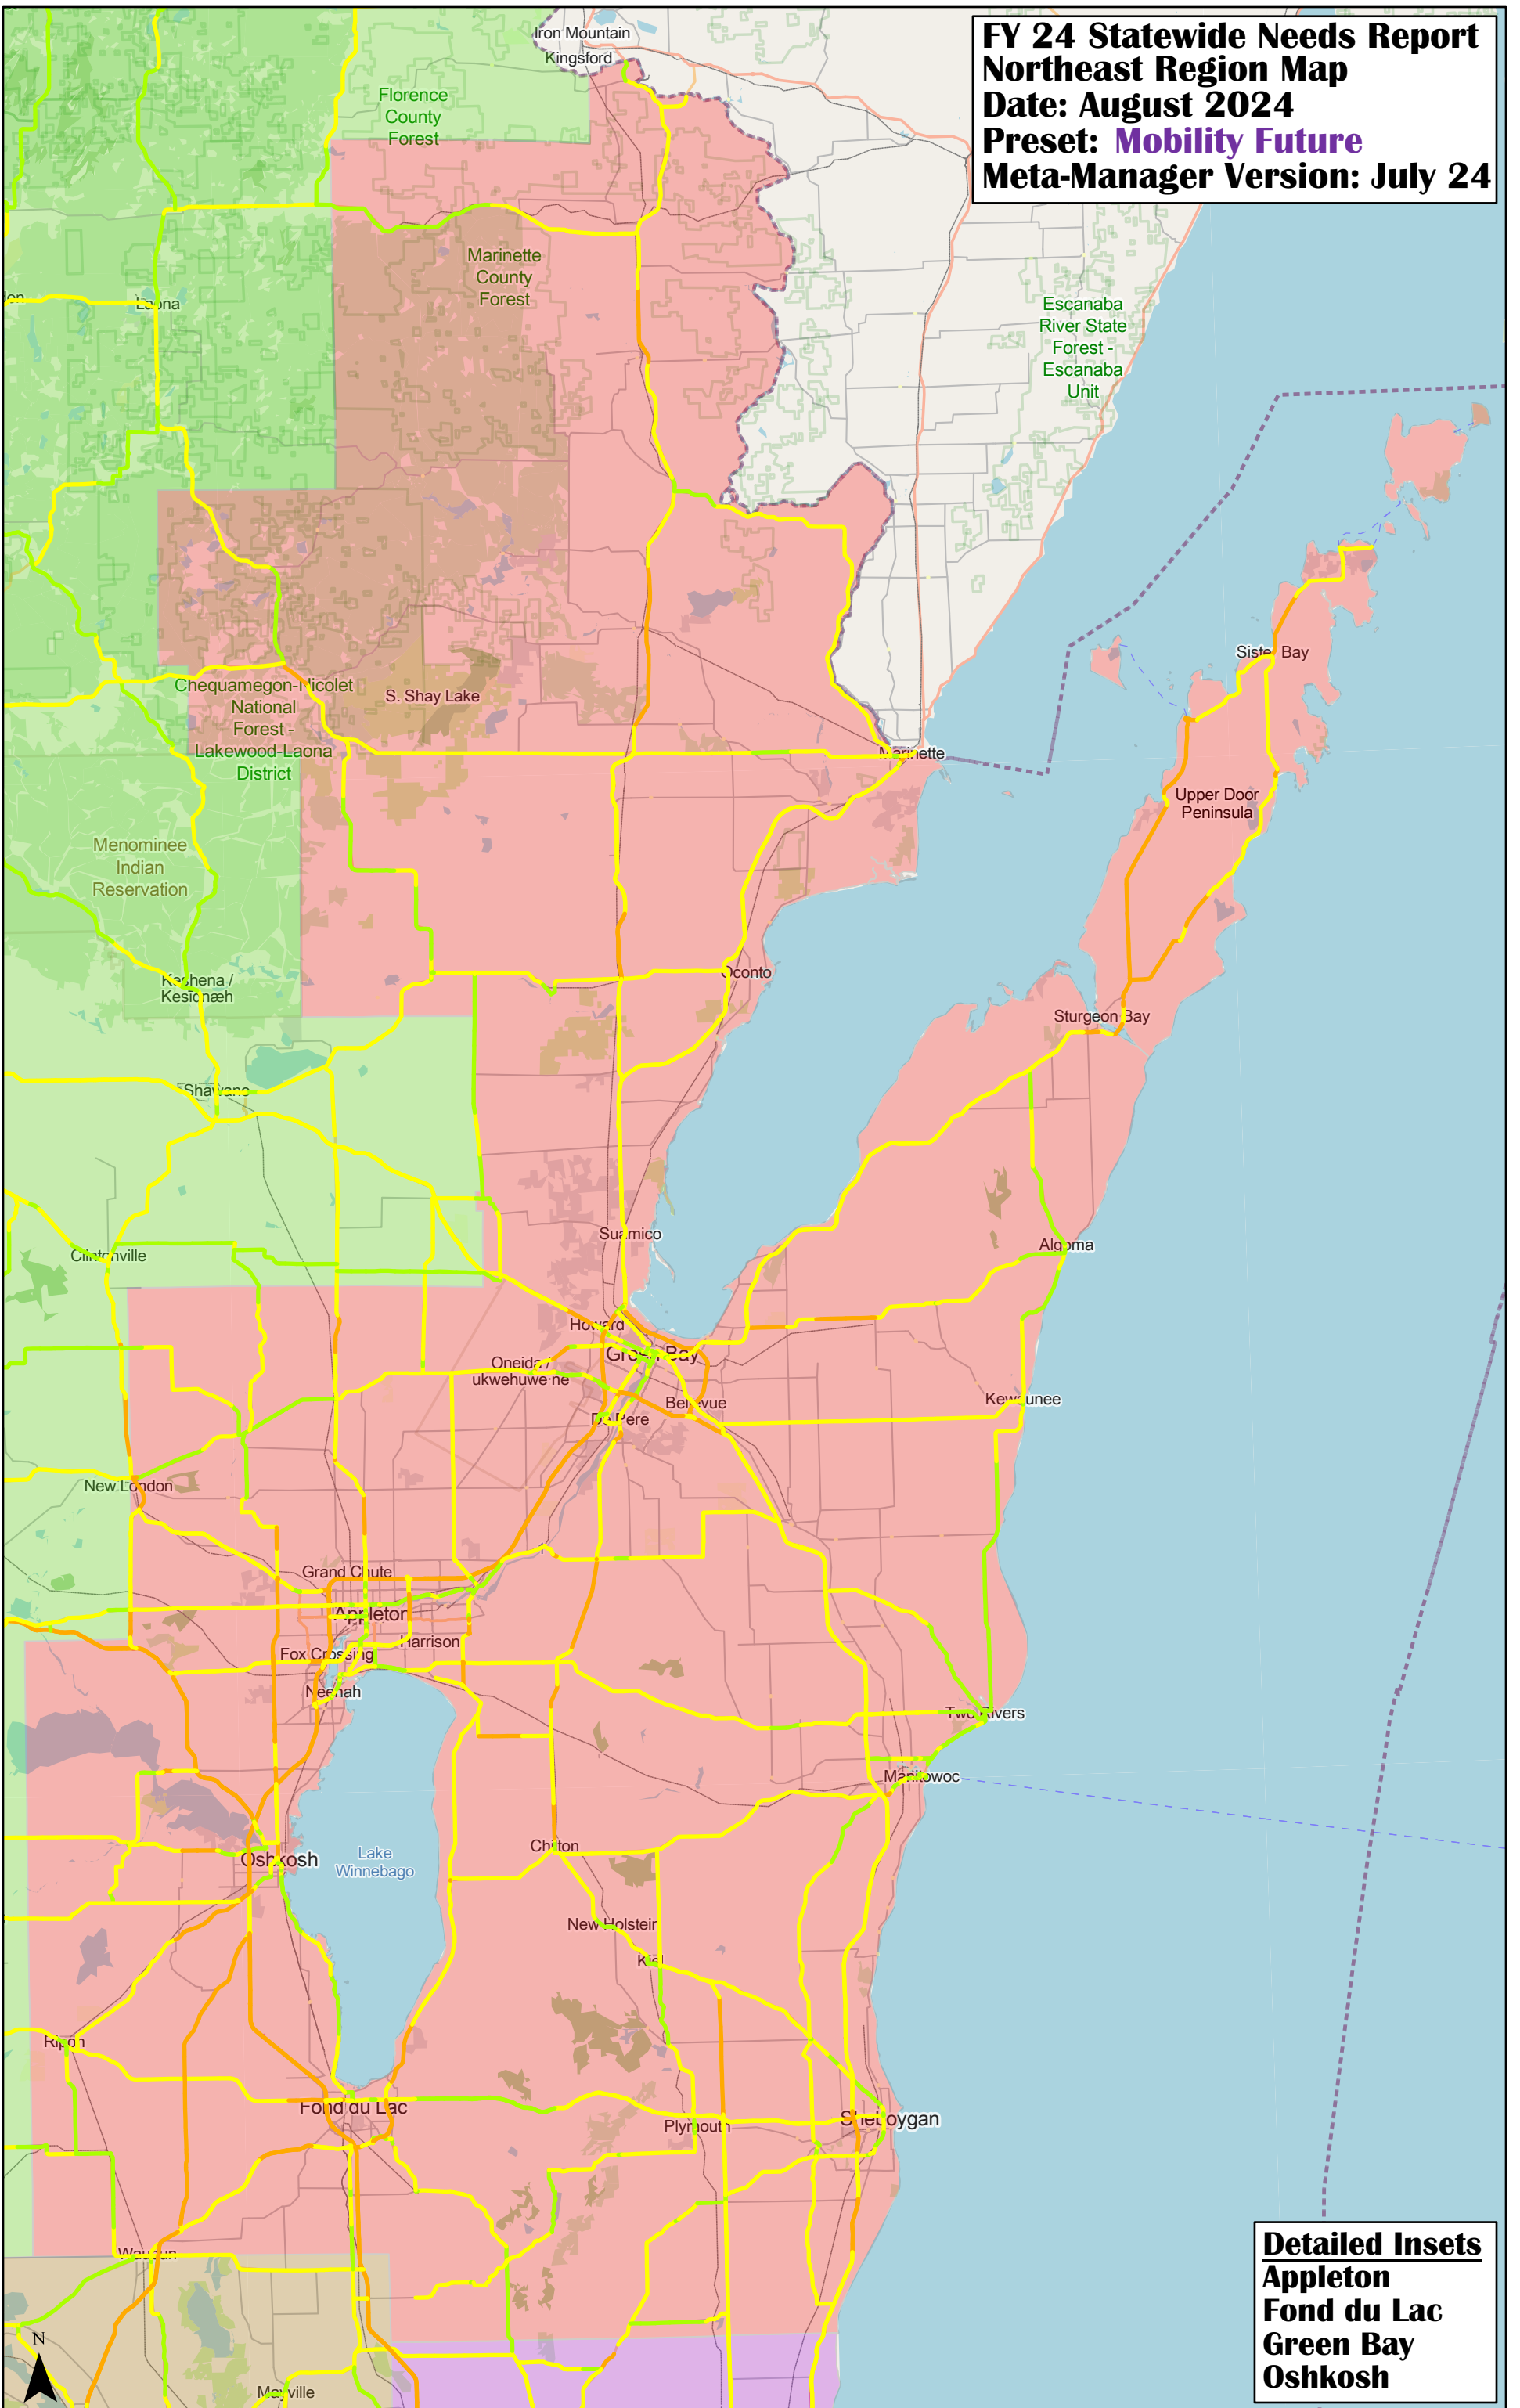 FY 24 Statewide Needs Report
Northeast Region Map
Date: August 2024
Preset: Mobility Future
Meta-Manager Version: July 24
Iron Mountain
Kingsford
Florence
County
Forest
Marinette
County
Forest
Escanaba
River State
Forest -
Escanaba
Unit
Laona
Sister Bay
Chequamegon-Nicolet
National
Forest -
Lakewood-Laona
District
S. Shay Lake
Marinette
Upper Door
Peninsula
Menominee
Indian
Reservation
Keshena /
Kesīqnæh
Oconto
Sturgeon Bay
Shawano
Suamico
Algoma
Clintonville
Howard
Green Bay
Oneida /
ukwehuwe·ne
Bellevue
De Pere
Kewaunee
New London
Grand Chute
Appleton
Harrison
Fox Crossing
Neenah
Two Rivers
Manitowoc
Chilton
Oshkosh
Lake
Winnebago
New Holstein
Kiel
Ripon
Fond du Lac
Plymouth
Sheboygan
Waupun
Mayville
N
Detailed Insets
Appleton
Fond du Lac
Green Bay
Oshkosh